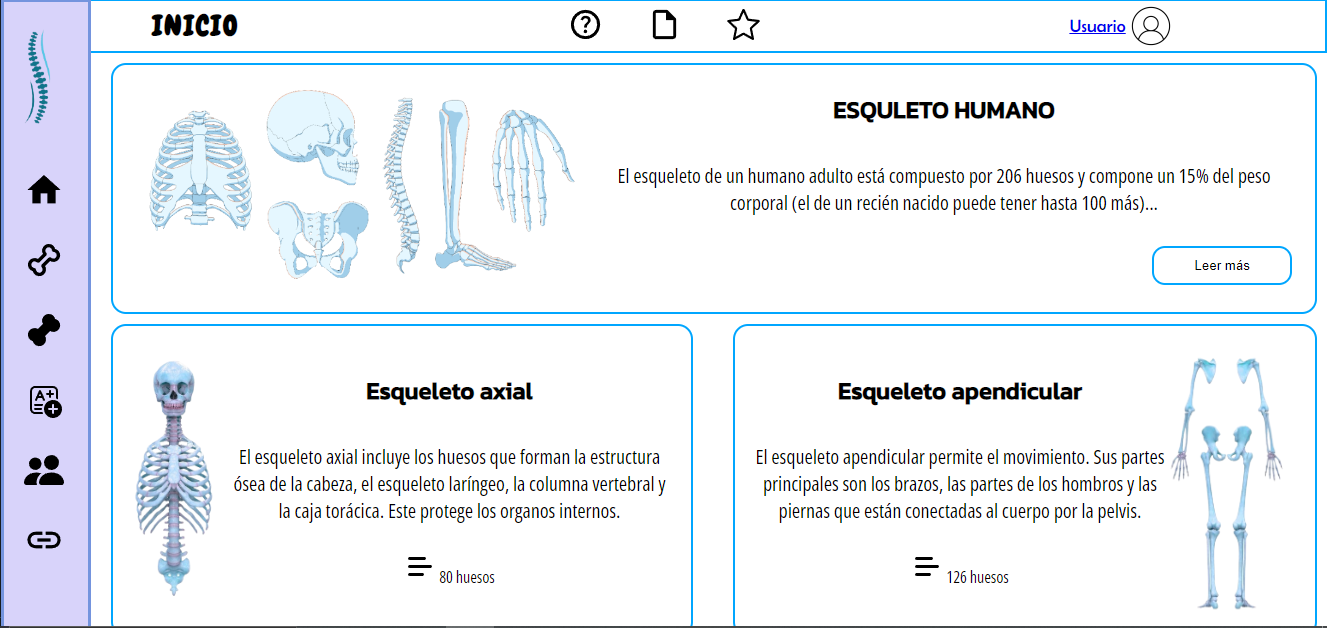 INICIO
Usuario
ESQULETO HUMANO
El esqueleto de un humano adulto está compuesto por 206 huesos y compone un 15% del peso
corporal (el de un recién nacido puede tener hasta 100 más)...
Leer más
A+
Esqueleto axial
El esqueleto axial incluye los huesos que forman la estructura
ósea de la cabeza, el esqueleto laríngeo, la columna vertebral y
la caja torácica. Este protege los organos internos.
80 huesos
Esqueleto apendicular
El esqueleto apendicular permite el movimiento. Sus partes
principales son los brazos, las partes de los hombros y las
piernas que están conectadas al cuerpo por la pelvis.
126 huesos